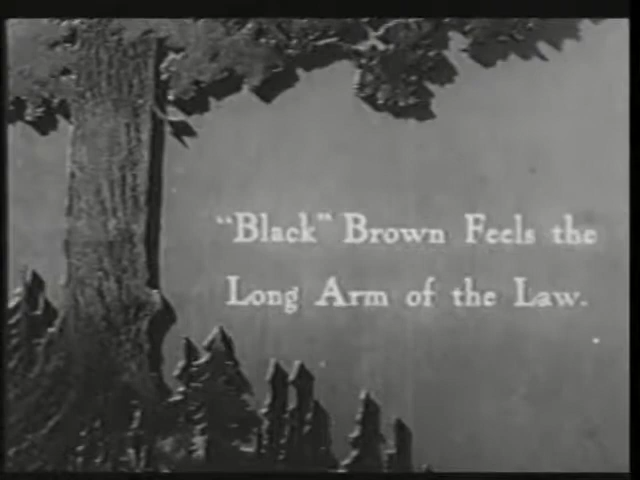 "Black" Brown Feels the
Long Arm of the Law.